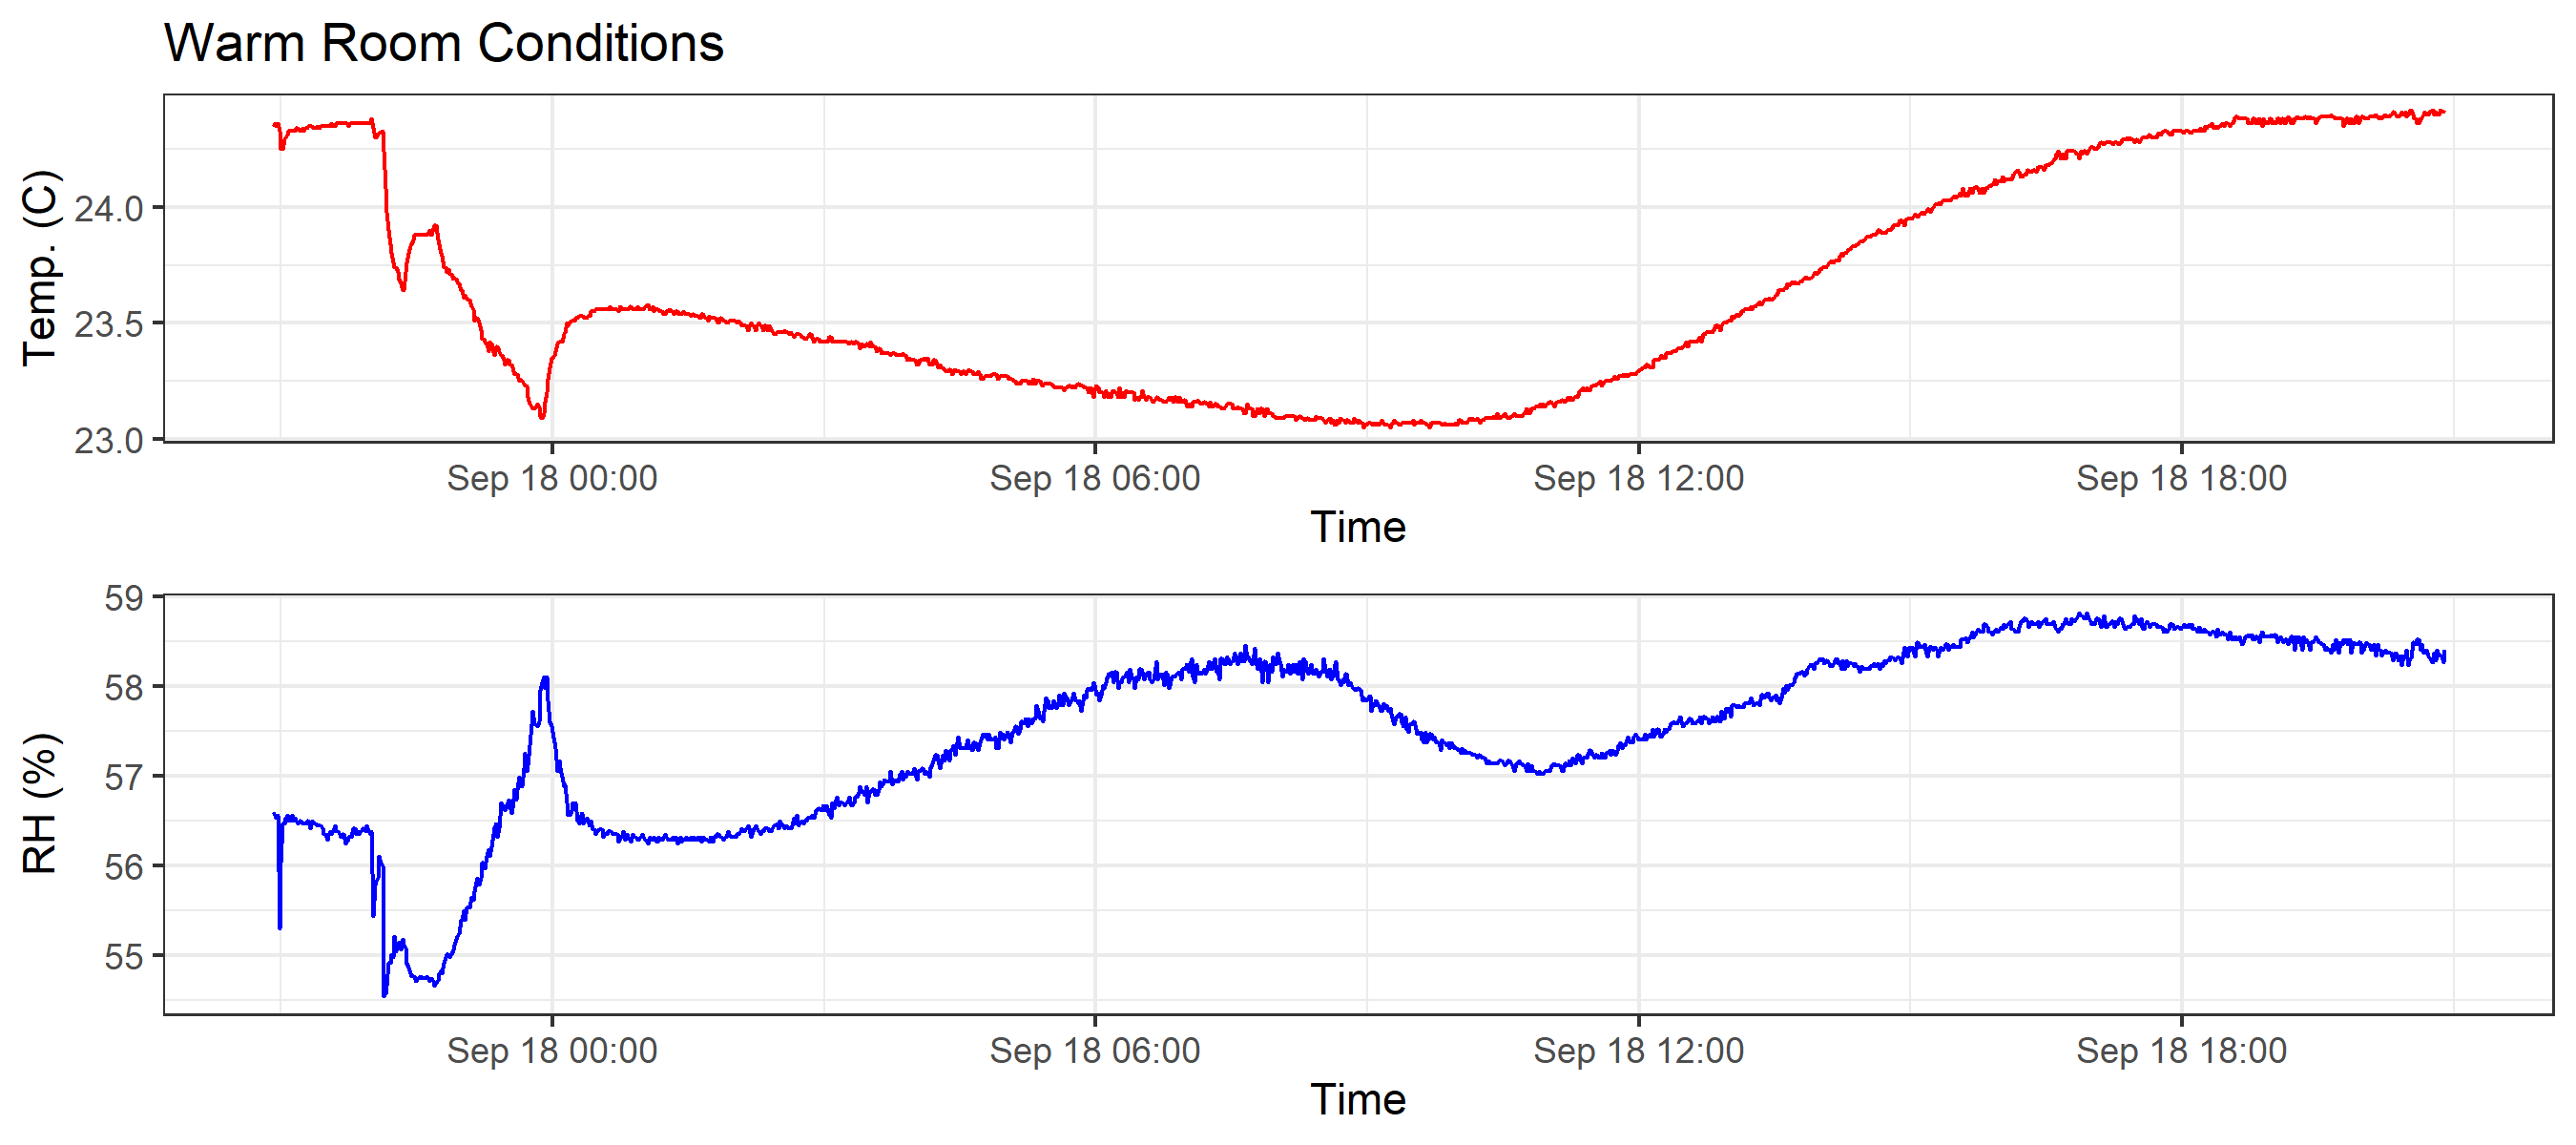 Warm Room Conditions
Temp. (C)
24.0
23.5
23.0
Sep 18 00:00 Sep 18 06:00 Sep 18 12:00 Sep 18 18:00
Time
RH (%)
59
58
57
56
55
Sep 18 00:00 Sep 18 06:00 Sep 18 12:00 Sep 18 18:00
Time